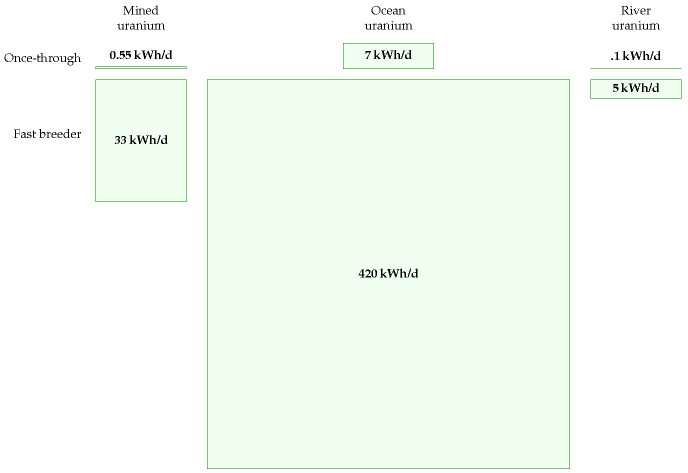 Mined
uranium
Ocean
uranium
River
uranium
Once-through
0.55 kWh/d
7 kWh/d
.1 kWh/d
5 kWh/d
Fast breeder
33 kWh/d
420 kWh/d